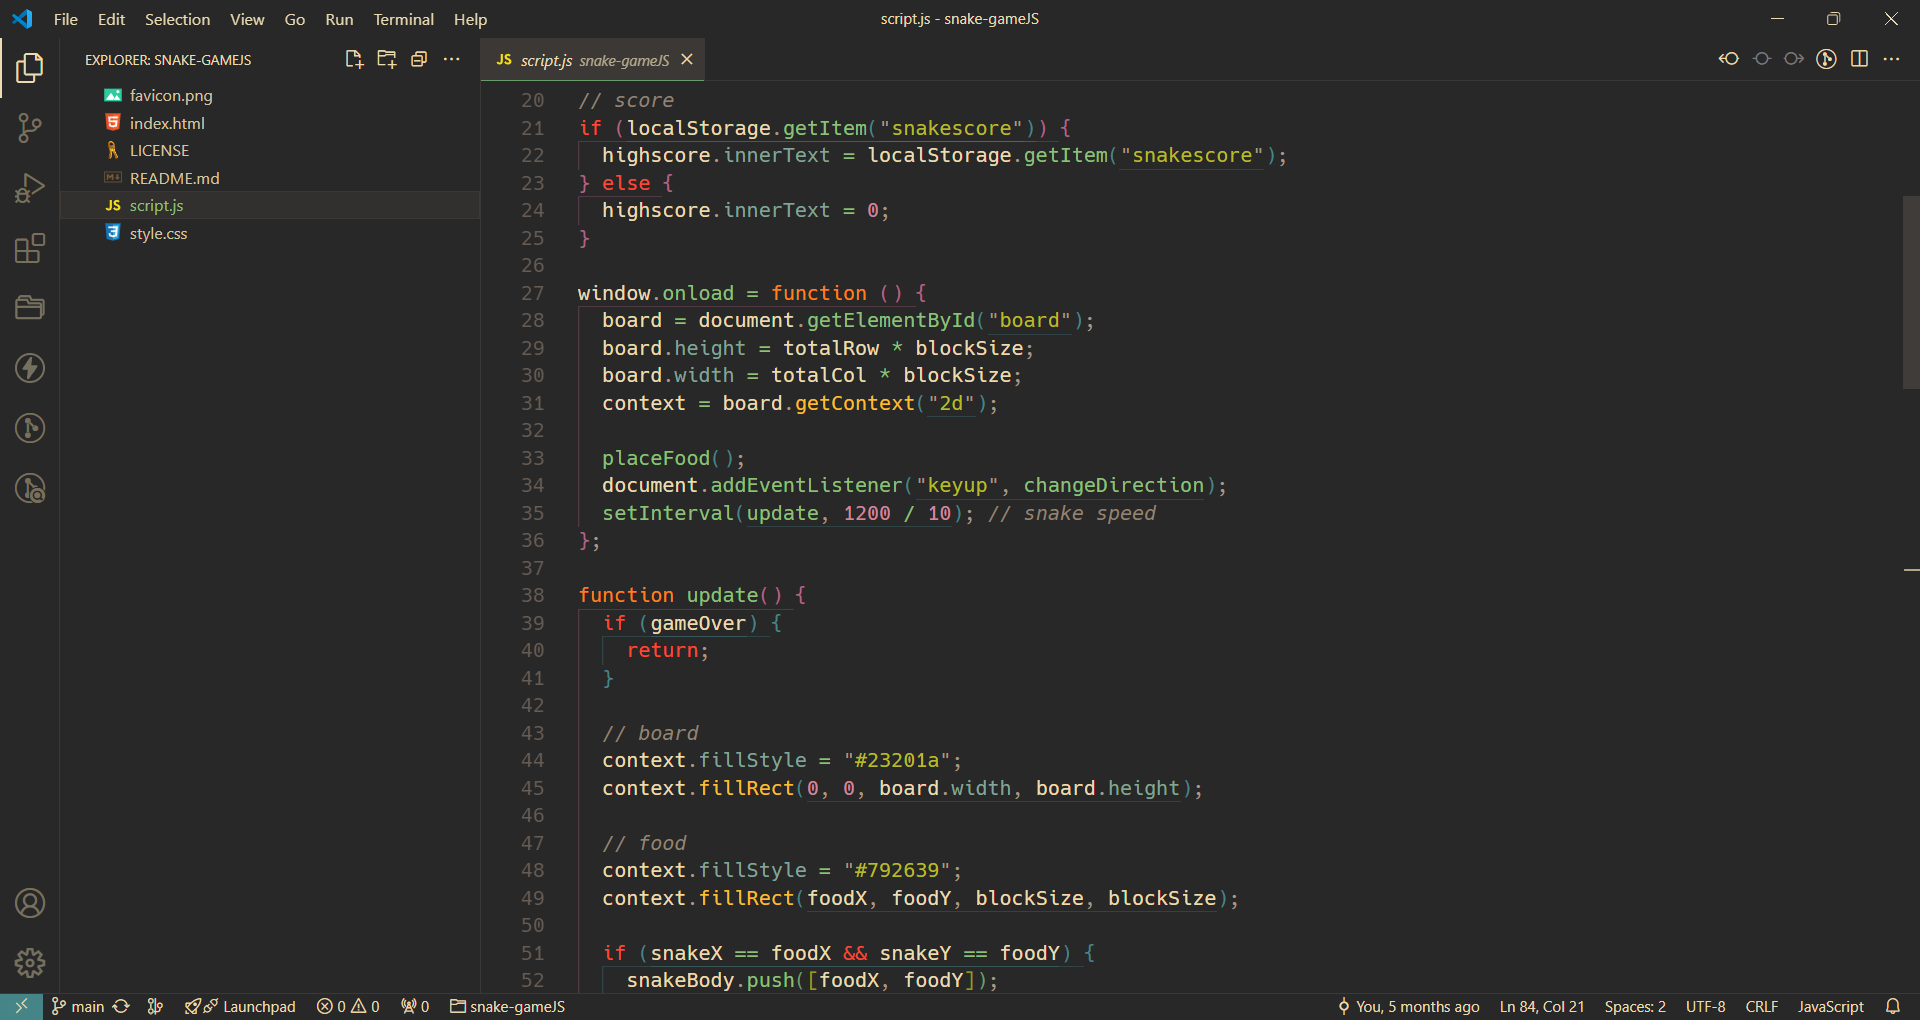 File Edit Selection View Go Run Terminal Help
script.js - snake-gameJS
EXPLORER: SNAKE-GAMEJS
favicon.png
index.html
LICENSE
README.md
JS script.js
style.css
JS script.js snake-gameJS
20 // score
21 if (localStorage.getItem("snakescore")) {
22 highscore.innerText = localStorage.getItem("snakescore");
23 } else {
24 highscore.innerText = 0;
25 }
26
27 window.onload = function () {
28 board = document.getElementById("board");
29 board.height = totalRow * blockSize;
30 board.width = totalCol * blockSize;
31 context = board.getContext("2d");
32
33 placeFood();
34 document.addEventListener("keyup", changeDirection);
35 setInterval(update, 1200 / 10); // snake speed
36 };
37
38 function update() {
39 if (gameOver) {
40 return;
41 }
42
43 // board
44 context.fillStyle = "#23201a";
45 context.fillRect(0, 0, board.width, board.height);
46
47 // food
48 context.fillStyle = "#792639";
49 context.fillRect(foodX, foodY, blockSize, blockSize);
50
51 if (snakeX == foodX && snakeY == foodY) {
52 snakeBody.push([foodX, foodY]);
main Launchpad 0 0 0 snake-gameJS
You, 5 months ago Ln 84, Col 21 Spaces: 2 UTF-8 CRLF JavaScript